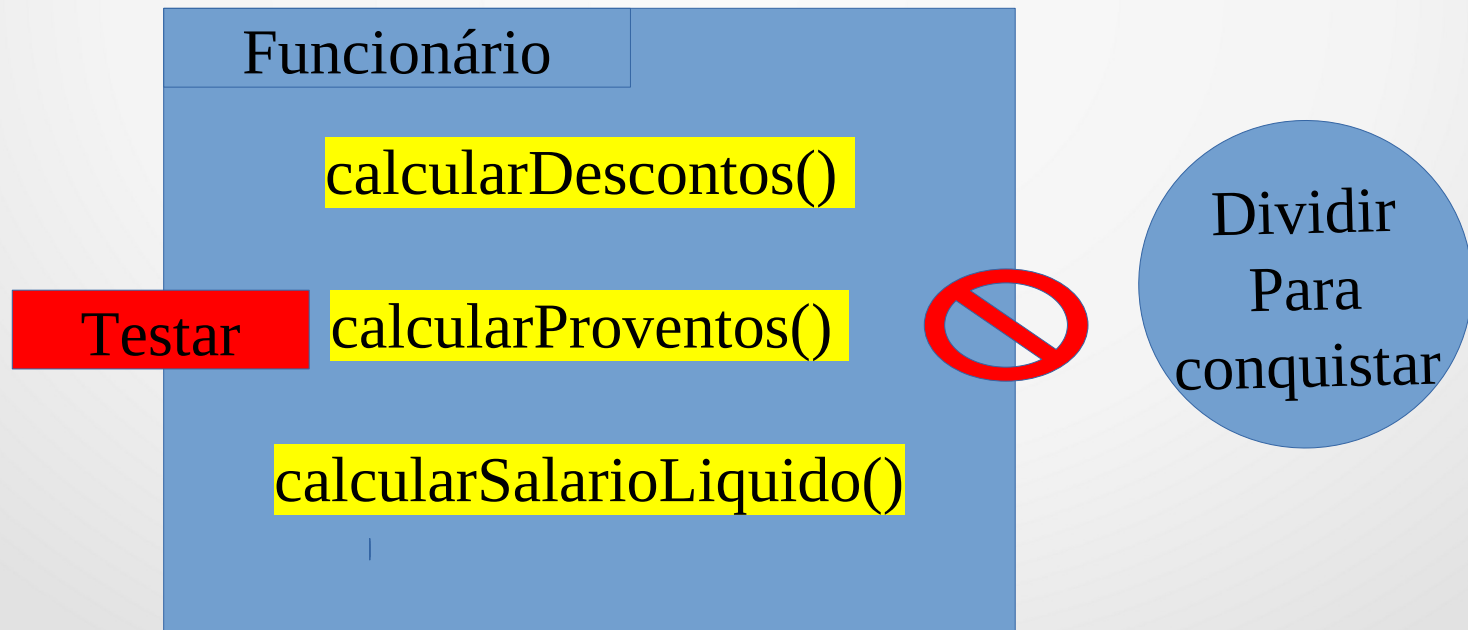 Funcionário
calcularDescontos()
Testar
calcularProventos()
calcularSalarioLiquido()
Dividir
Para
conquistar